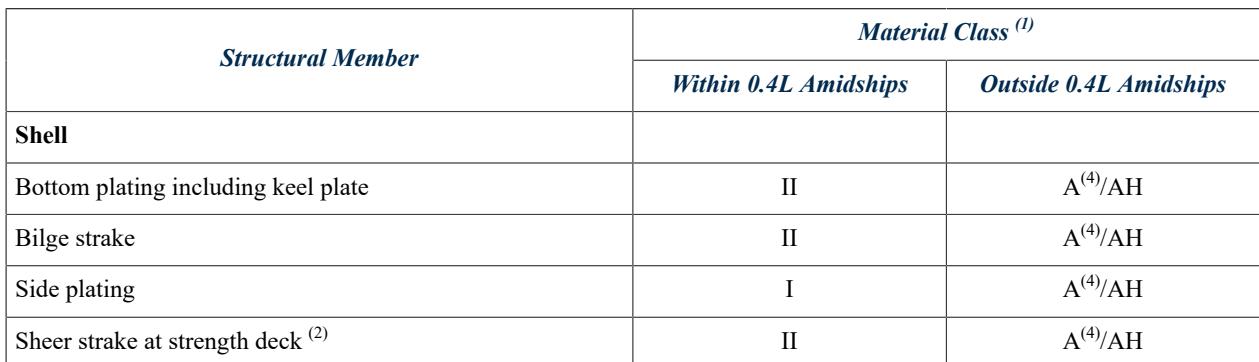 Structural Member
Material Class (1)
Within 0.4L Amidships Outside 0.4L Amidships
Shell
Bottom plating including keel plate II A(4)/AH
Bilge strake II A(4)/AH
Side plating I A(4)/AH
Sheer strake at strength deck (2) II A(4)/AH